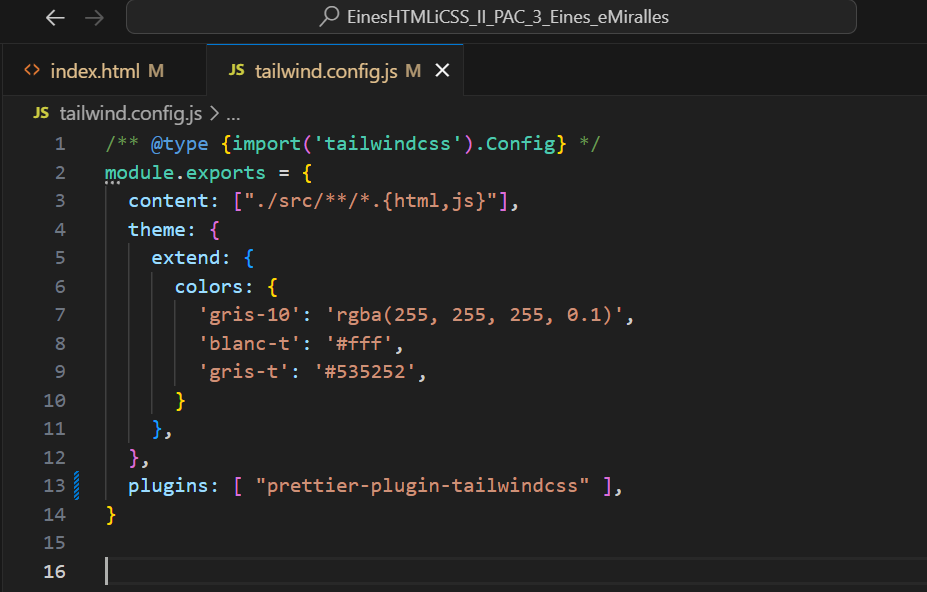 EinesHTMLiCSS_II_PAC_3_Eines_eMiralles
<> index.html M
JS tailwind.config.js M
JS tailwind.config.js > ...
1 /** @type {import('tailwindcss').Config} */
2 module.exports = {
3   content: ["./src/**/*.{html,js}"],
4   theme: {
5     extend: {
6       colors: {
7         'gris-10': 'rgba(255, 255, 255, 0.1)',
8         'blanc-t': '#fff',
9         'gris-t': '#535252',
10       }
11     },
12   },
13   plugins: [ "prettier-plugin-tailwindcss" ],
14 }
15
16